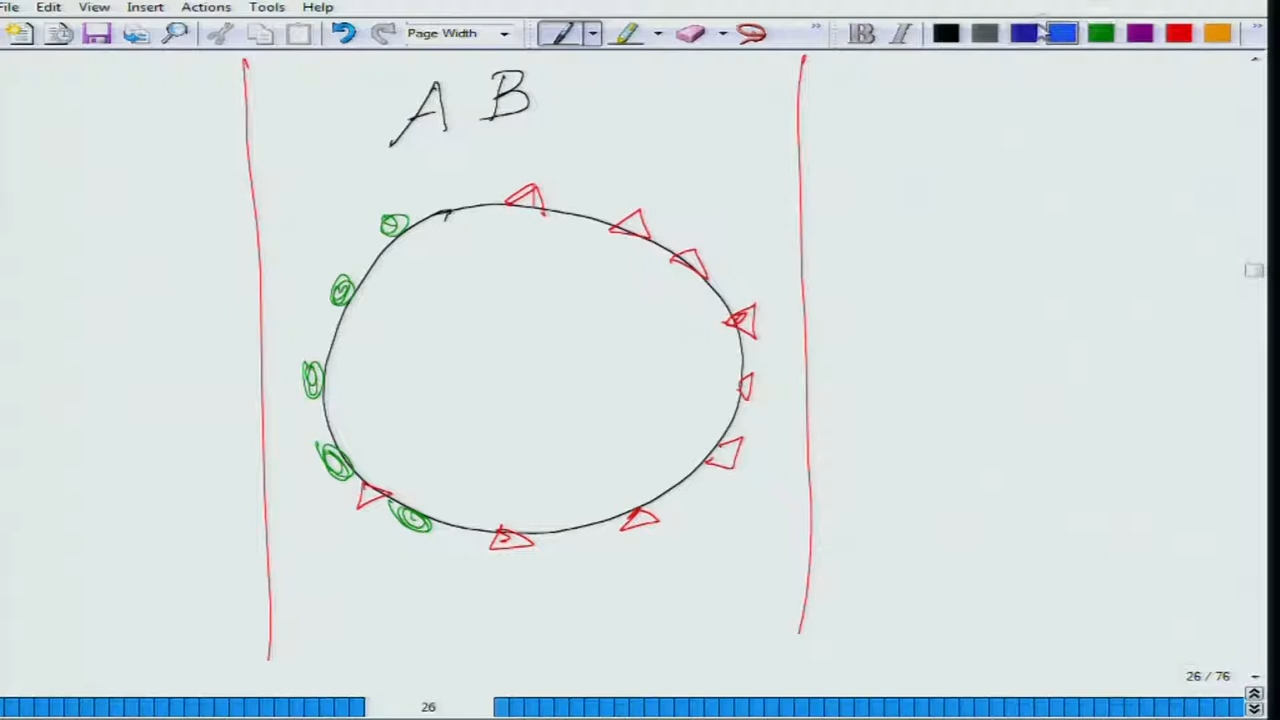 File Edit View Insert Actions Tools Help
Page Width B I
A B
26 / 76
26